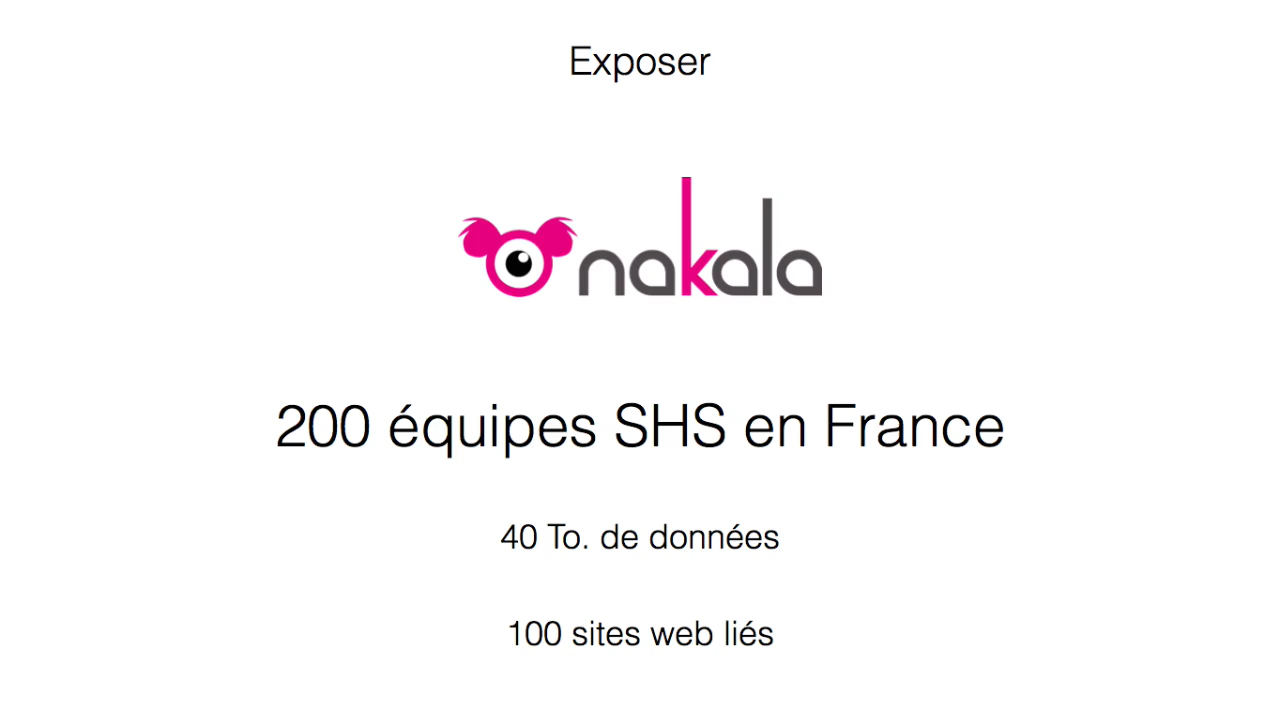 Exposer
nakala
200 équipes SHS en France
40 To. de données
100 sites web liés